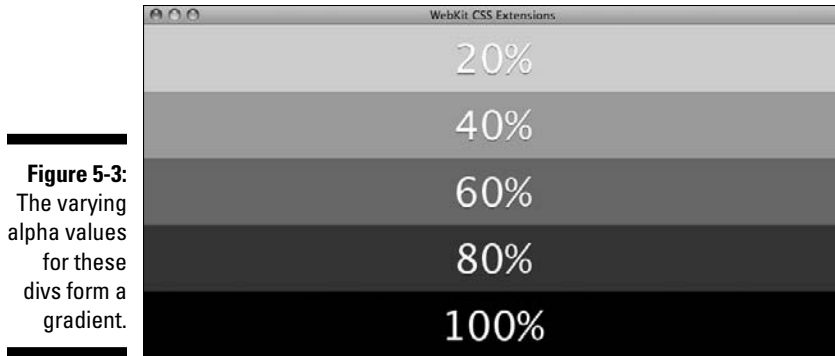 WebKit CSS Extensions
20%
40%
60%
80%
100%
Figure 5-3:
The varying
alpha values
for these
divs form a
gradient.